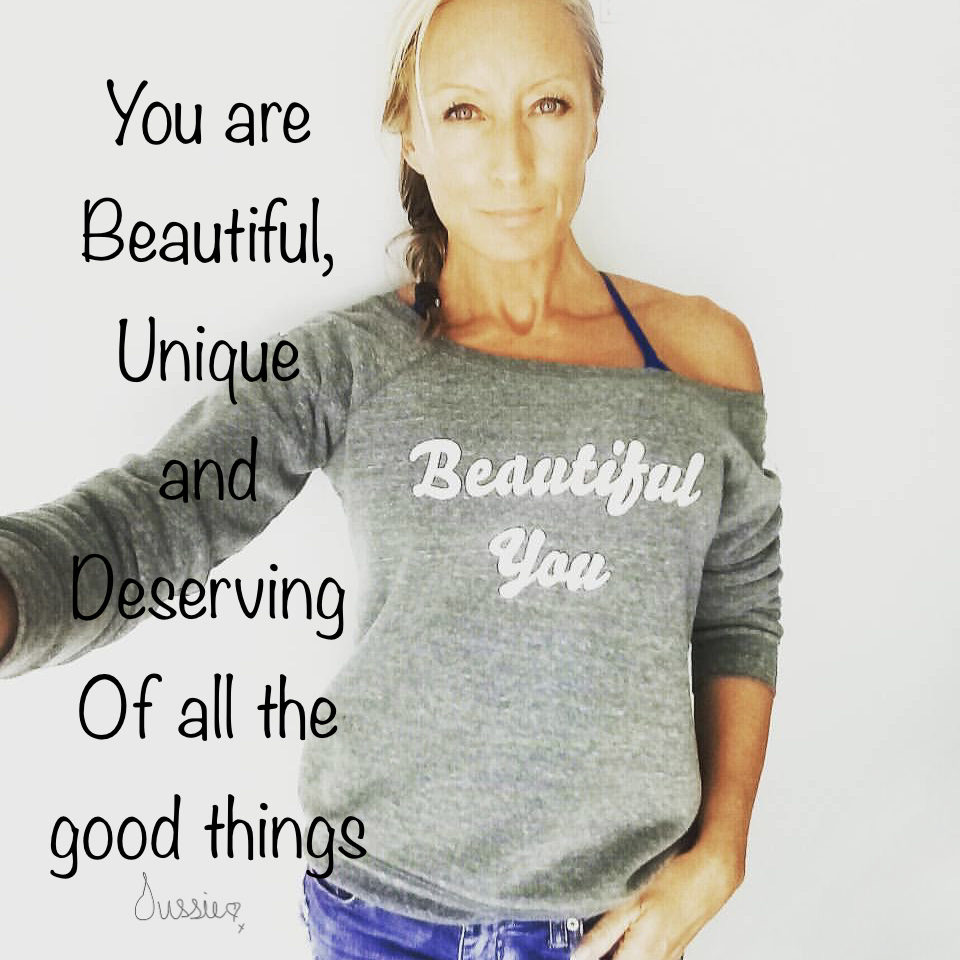 You are
Beautiful,
Unique
and
Deserving
Of all the
good things
Sussie
Beautiful
You